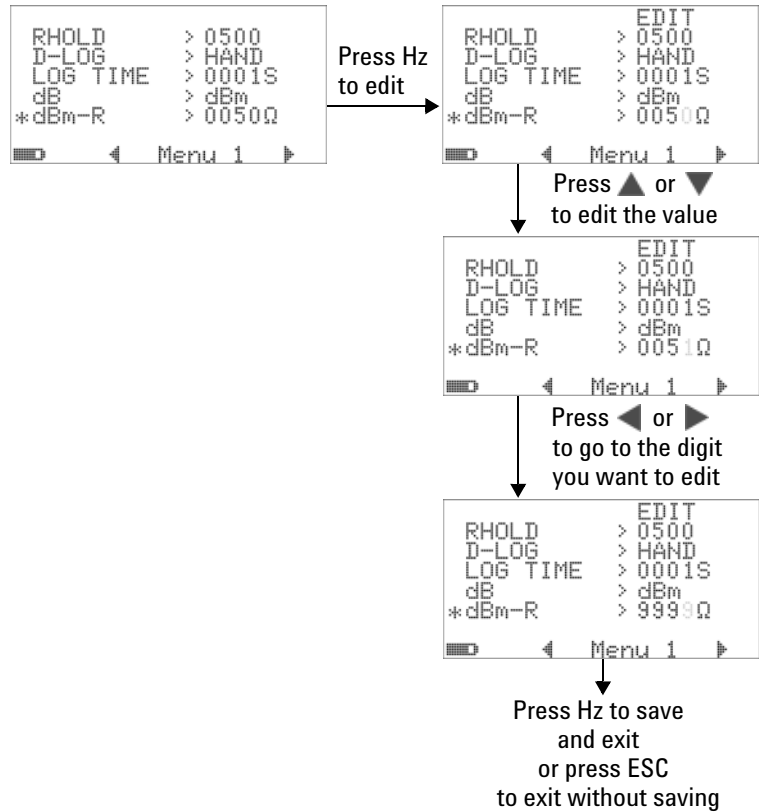 RHOLD > 0500
D-LOG > HAND
LOG TIME > 0001S
dB > dBm
*dBm-R > 0050Ω
Menu 1
Press Hz
to edit
EDIT
RHOLD > 0500
D-LOG > HAND
LOG TIME > 0001S
dB > dBm
*dBm-R > 0050Ω
Menu 1
Press ▲ or ▼
to edit the value
EDIT
RHOLD > 0500
D-LOG > HAND
LOG TIME > 0001S
dB > dBm
*dBm-R > 0051Ω
Menu 1
Press ◀ or ▶
to go to the digit
you want to edit
EDIT
RHOLD > 0500
D-LOG > HAND
LOG TIME > 0001S
dB > dBm
*dBm-R > 9999Ω
Menu 1
Press Hz to save
and exit
or press ESC
to exit without saving